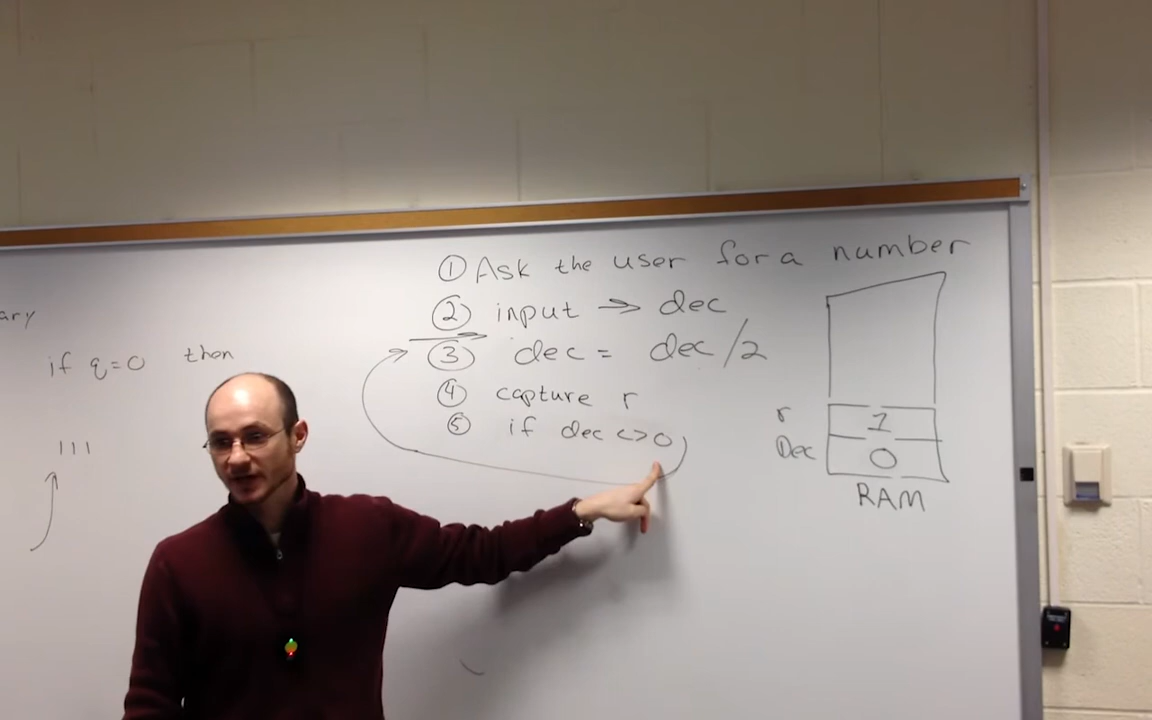 ① Ask the user for a number
② input → dec
③ dec = dec/2
④ capture r
⑤ if dec <> 0
if q=0 then
111
r 1
Dec 0
RAM